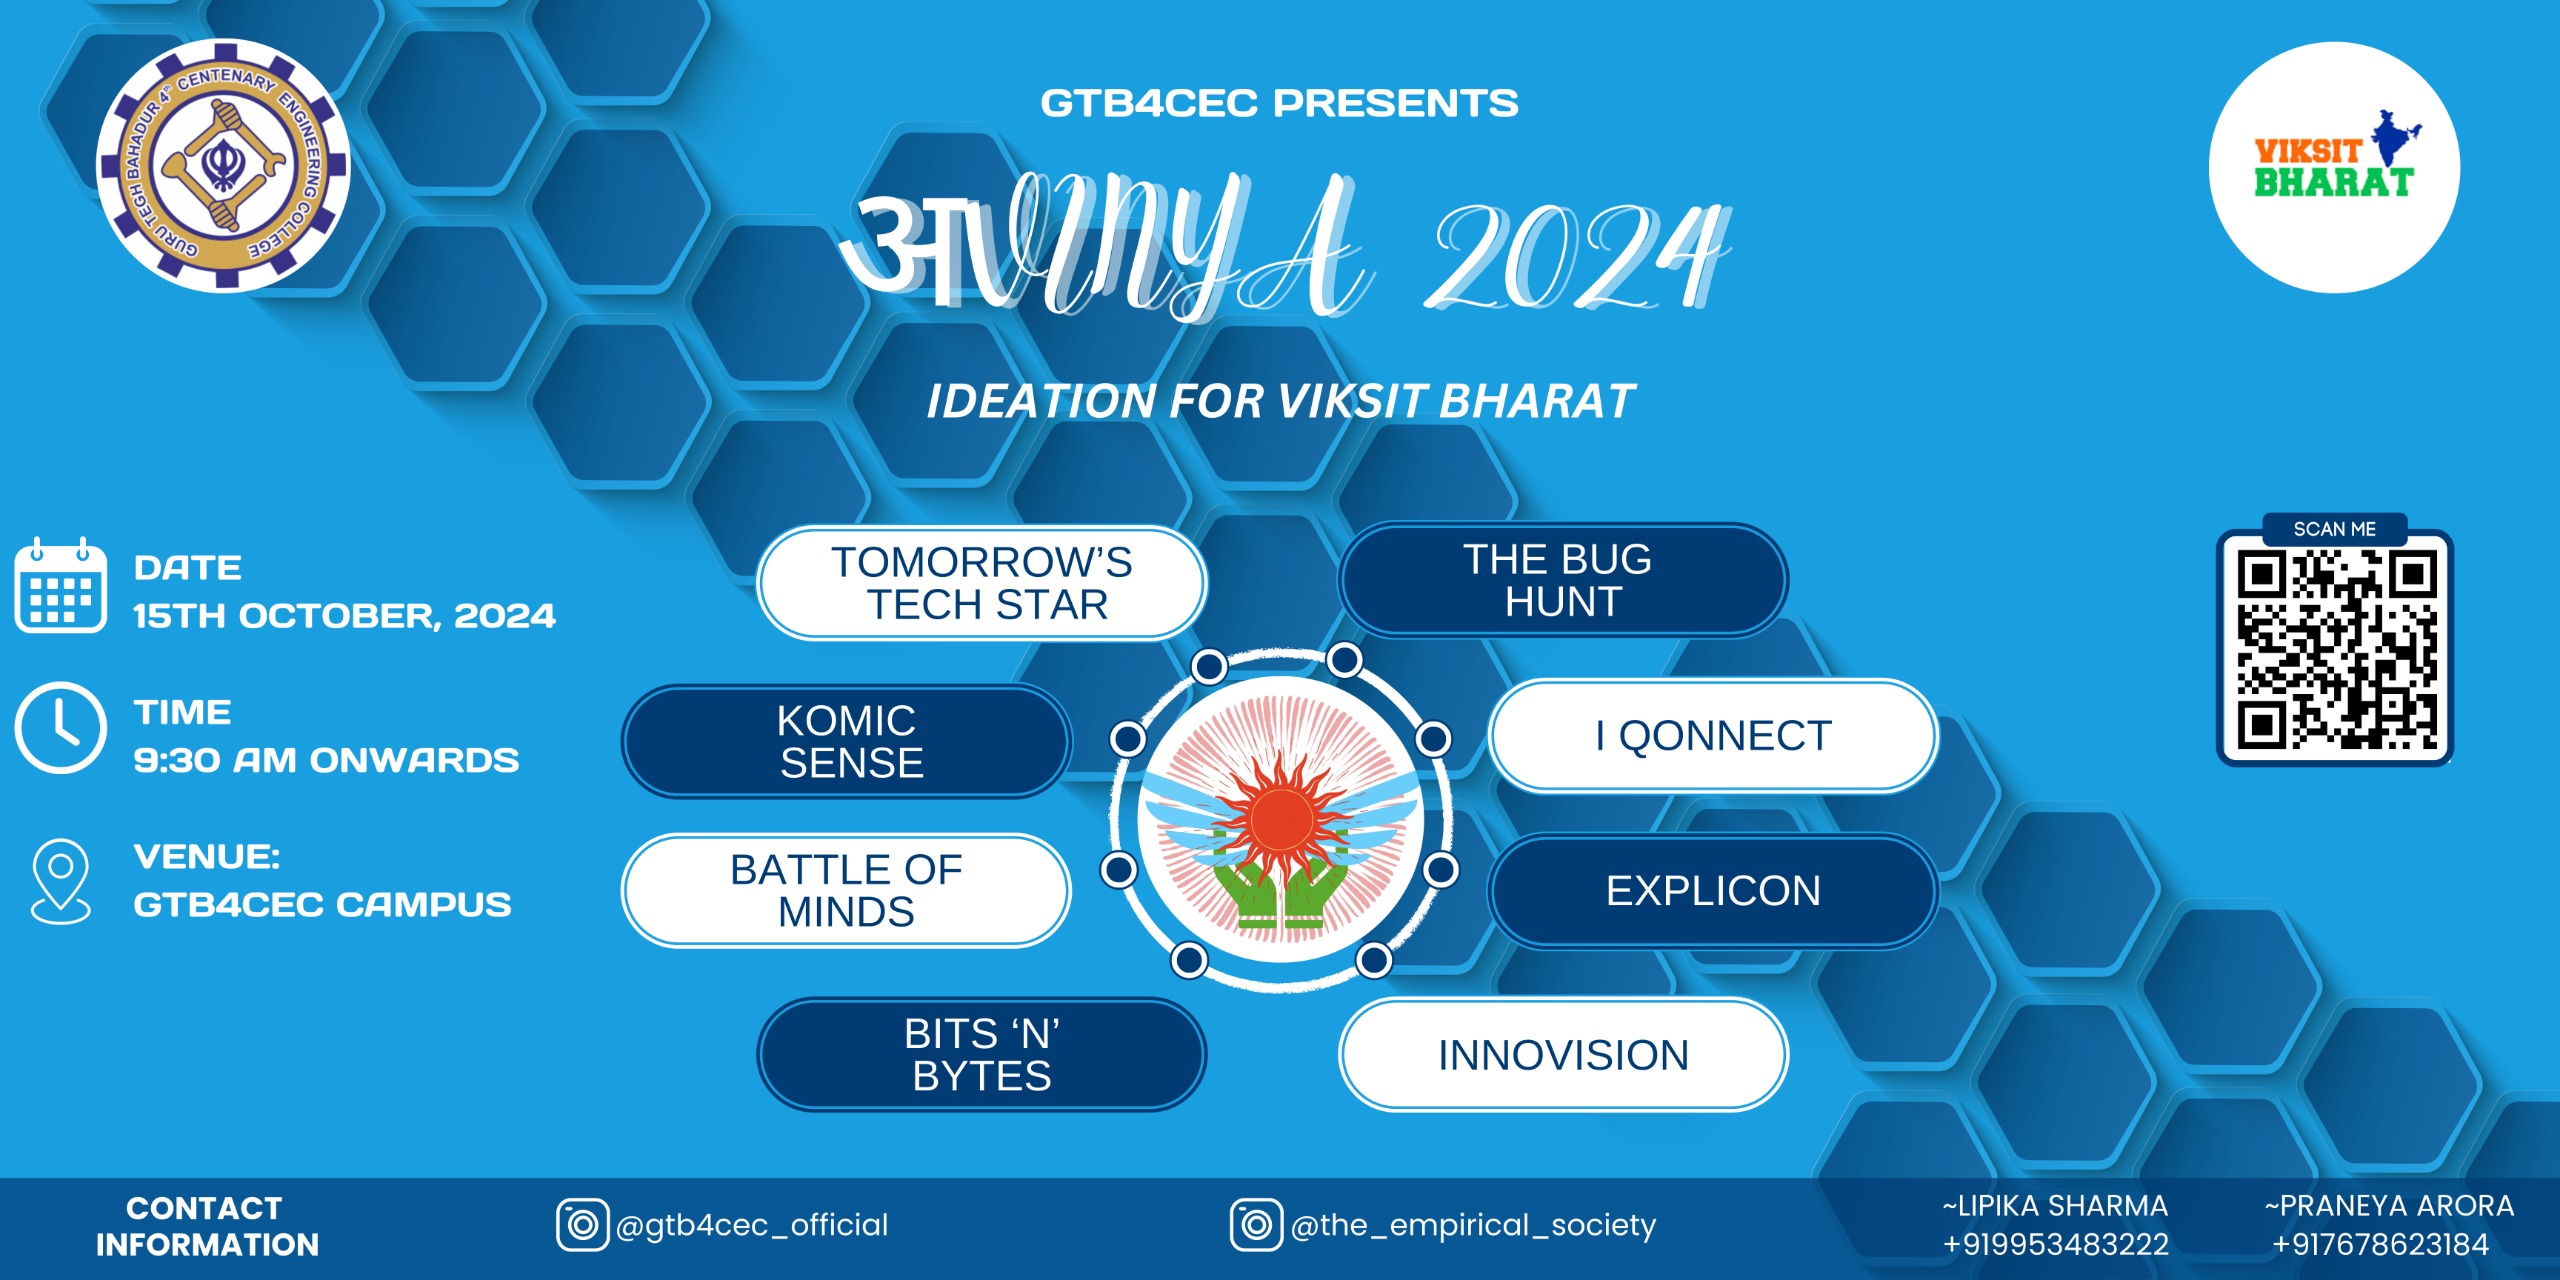 GURU TEGH BAHADUR 4th CENTENARY ENGINEERING COLLEGE
VIKSIT
BHARAT
GTB4CEC PRESENTS
आVINYA 2024
IDEATION FOR VIKSIT BHARAT
DATE
15TH OCTOBER, 2024
TIME
9:30 AM ONWARDS
VENUE:
GTB4CEC CAMPUS
TOMORROW’S
TECH STAR
THE BUG
HUNT
KOMIC
SENSE
I QONNECT
BATTLE OF
MINDS
EXPLICON
BITS ‘N’
BYTES
INNOVISION
SCAN ME
CONTACT
INFORMATION
@gtb4cec_official
@the_empirical_society
~LIPIKA SHARMA
+919953483222
~PRANEYA ARORA
+917678623184